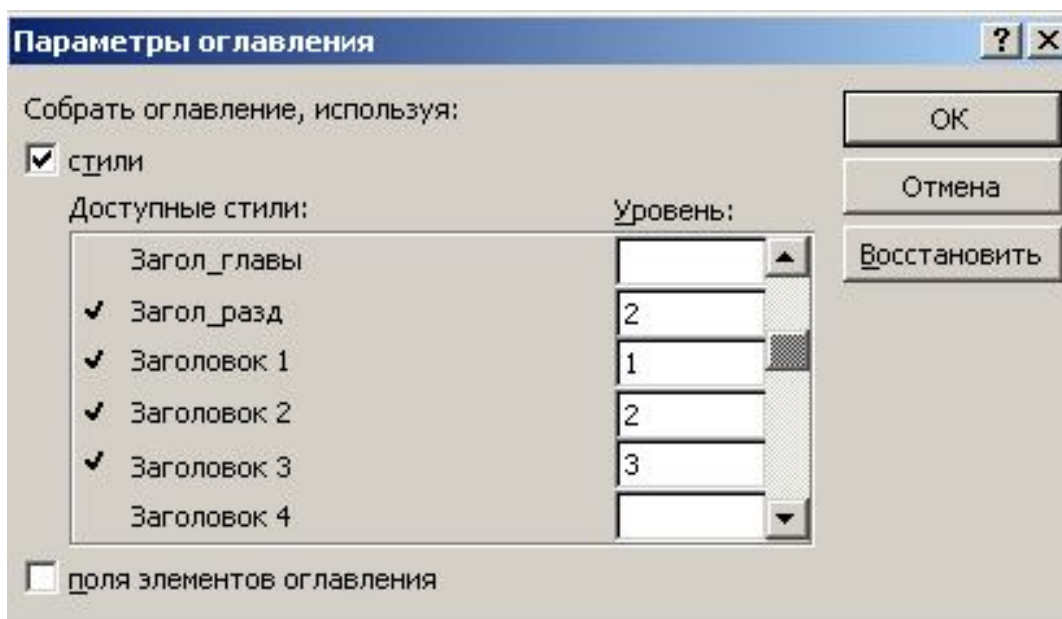 Параметры оглавления
Собрать оглавление, используя:
OK
стили
Отмена
Доступные стили: Уровень:
Загол_главы
Восстановить
Загол_разд 2
Заголовок 1 1
Заголовок 2 2
Заголовок 3 3
Заголовок 4
поля элементов оглавления